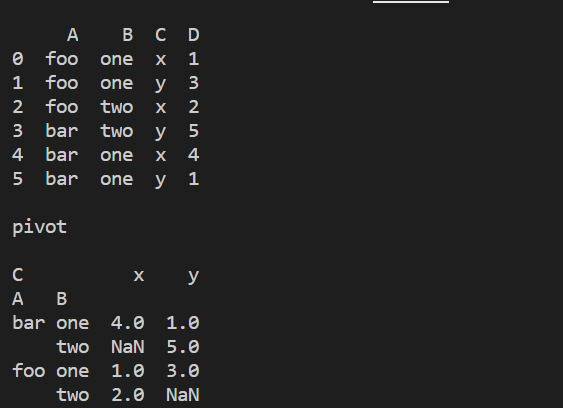 A    B  C  D
0  foo  one  x  1
1  foo  one  y  3
2  foo  two  x  2
3  bar  two  y  5
4  bar  one  x  4
5  bar  one  y  1
pivot
C          x    y
A   B
bar one  4.0  1.0
    two  NaN  5.0
foo one  1.0  3.0
    two  2.0  NaN